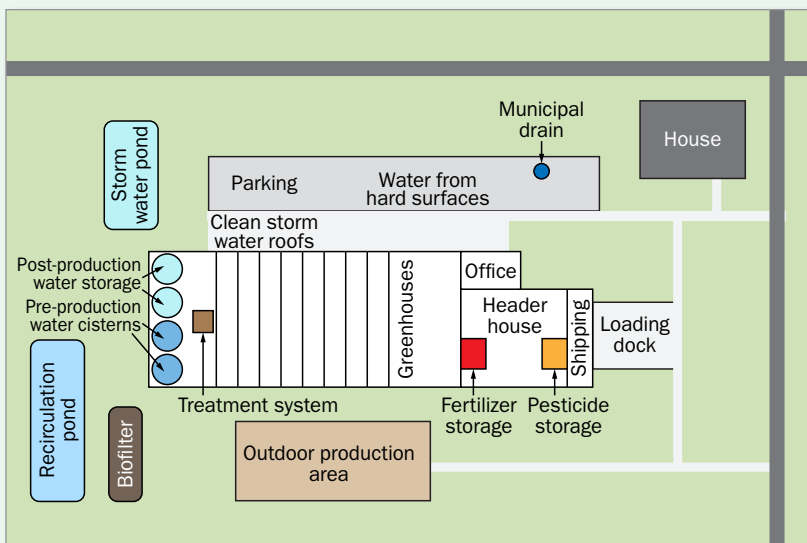 Municipal
drain
House
Storm
water pond
Parking
Water from
hard surfaces
Clean storm
water roofs
Post-production
water storage
Pre-production
water cisterns
Greenhouses
Office
Header
house
Shipping
Loading
dock
Treatment system
Fertilizer
storage
Pesticide
storage
Recirculation
pond
Biofilter
Outdoor production
area